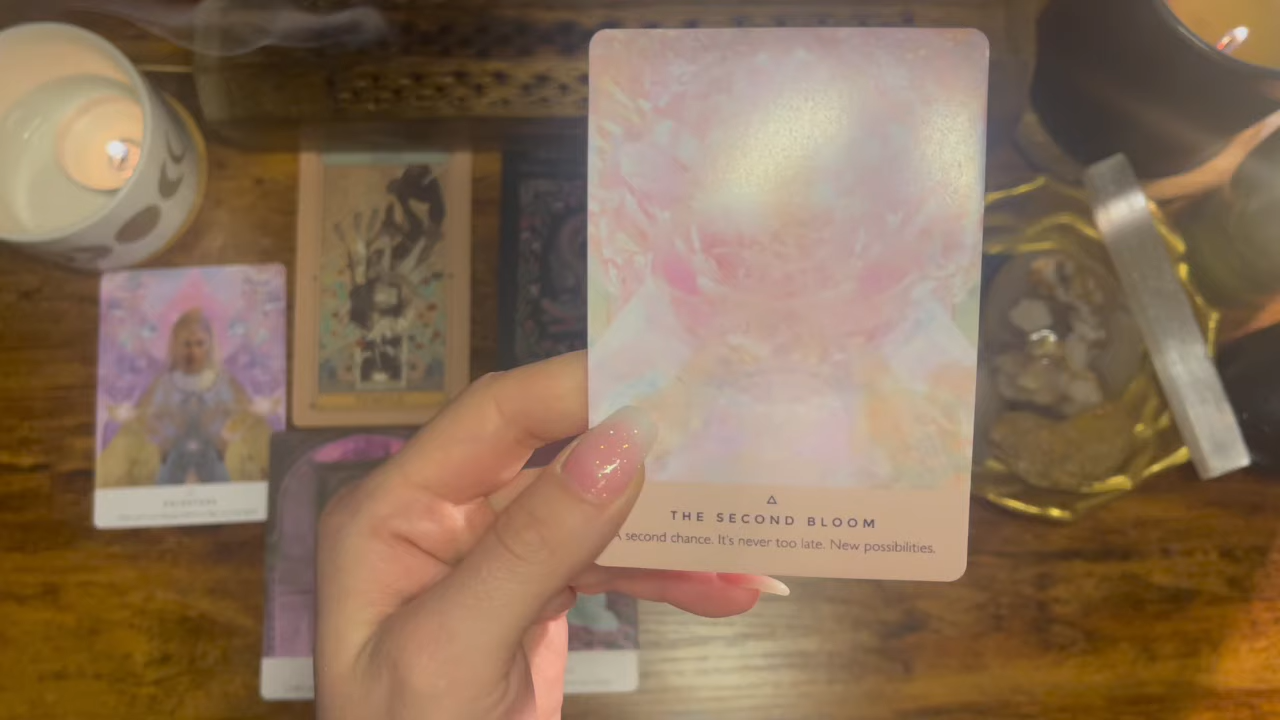 THE SECOND BLOOM
A second chance. It's never too late. New possibilities.